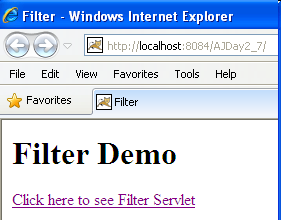 Filter - Windows Internet Explorer
http://localhost:8084/AJDay2_7/
File Edit View Favorites Tools Help
Favorites Filter
Filter Demo
Click here to see Filter Servlet